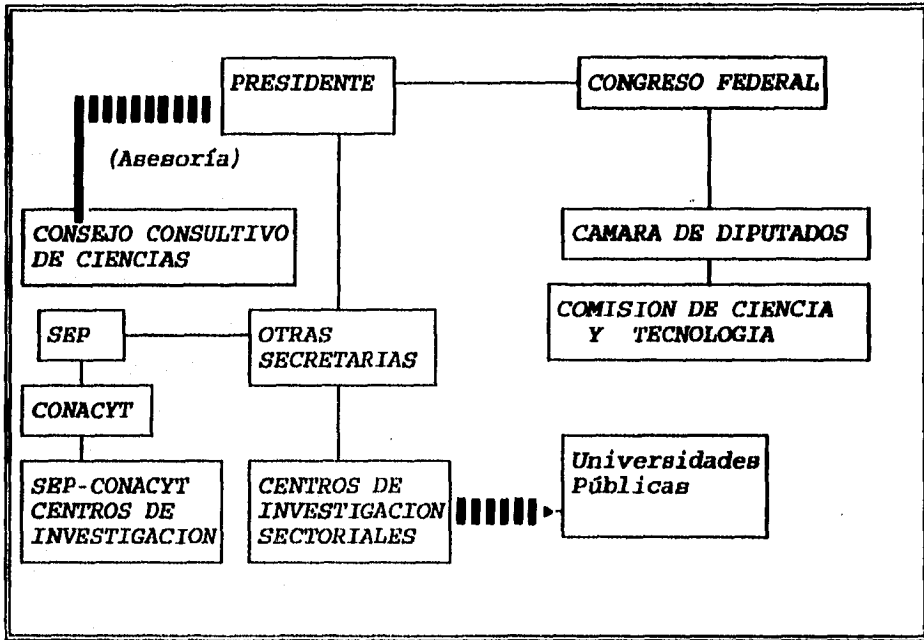 PRESIDENTE
CONGRESO FEDERAL
(Asesoría)
CONSEJO CONSULTIVO
DE CIENCIAS
CAMARA DE DIPUTADOS
COMISION DE CIENCIA
Y TECNOLOGIA
SEP
OTRAS
SECRETARIAS
CONACYT
SEP-CONACYT
CENTROS DE
INVESTIGACION
CENTROS DE
INVESTIGACION
SECTORIALES
Universidades
Públicas